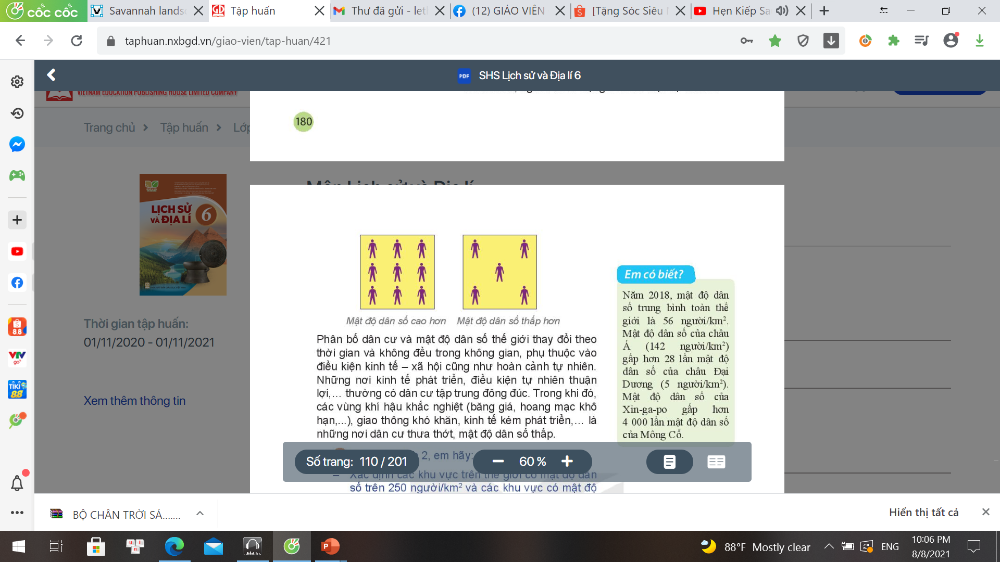 cốc cốc
Savannah landsc
Tập huấn
Thư đã gửi - let
(12) GIÁO VIÊN
[Tặng Sóc Siêu
Hẹn Kiếp Sa
taphuan.nxbgd.vn/giao-vien/tap-huan/421
PDF SHS Lịch sử và Địa lí 6
VIETNAM EDUCATION PUBLISHING HOUSE LIMITED COMPANY
180
Trang chủ > Tập huấn > Lớp
Môn Lịch sử và Địa lí
LỊCH SỬ
VÀ ĐỊA LÍ 6
Thời gian tập huấn:
01/11/2020 - 01/11/2021
Xem thêm thông tin
Mật độ dân số cao hơn
Mật độ dân số thấp hơn
Phân bố dân cư và mật độ dân số thế giới thay đổi theo
thời gian và không đều trong không gian, phụ thuộc vào
điều kiện kinh tế – xã hội cũng như hoàn cảnh tự nhiên.
Những nơi kinh tế phát triển, điều kiện tự nhiên thuận
lợi,... thường có dân cư tập trung đông đúc. Trong khi đó,
các vùng khí hậu khắc nghiệt (băng giá, hoang mạc khô
hạn,...), giao thông khó khăn, kinh tế kém phát triển,... là
những nơi dân cư thưa thớt, mật độ dân số thấp.
Em có biết?
Năm 2018, mật độ dân
số trung bình toàn thế
giới là 56 người/km².
Mật độ dân số của châu
Á (142 người/km²)
gấp hơn 28 lần mật độ
dân số của châu Đại
Dương (5 người/km²).
Mật độ dân số của
Xin-ga-po gấp hơn
4 000 lần mật độ dân số
của Mông Cổ.
2, em hãy:
– Xác định các khu vực trên thế giới có mật độ dân
số trên 250 người/km² và các khu vực có mật độ
Số trang: 110 / 201
60 %
VTV
go
TIKI
88
8.8
BỘ CHÂN TRỜI SÁ.......
Hiển thị tất cả
88°F Mostly clear
ENG
10:06 PM
8/8/2021